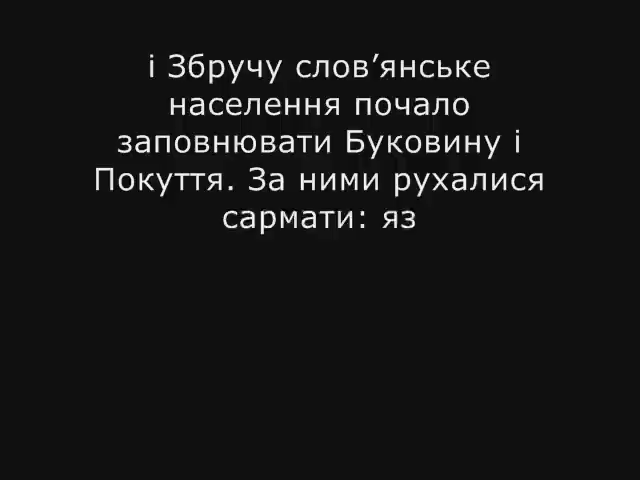 і Збручу слов’янське
населення почало
заповнювати Буковину і
Покуття. За ними рухалися
сармати: яз